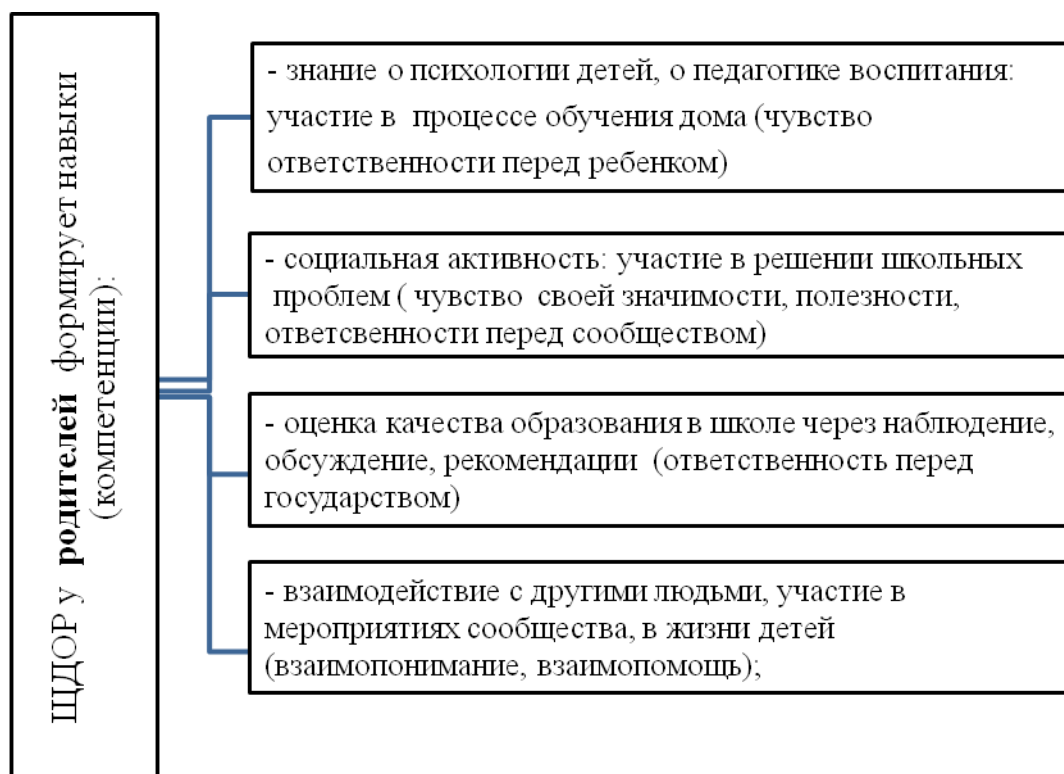 ЩДОР у родителей формирует навыки
(компетенции):
- знание о психологии детей, о педагогике воспитания:
участие в процессе обучения дома (чувство
ответственности перед ребенком)
- социальная активность: участие в решении школьных
проблем ( чувство своей значимости, полезности,
ответсвенности перед сообществом)
- оценка качества образования в школе через наблюдение,
обсуждение, рекомендации (ответственность перед
государством)
- взаимодействие с другими людьми, участие в
мероприятиях сообщества, в жизни детей
(взаимопонимание, взаимопомощь);